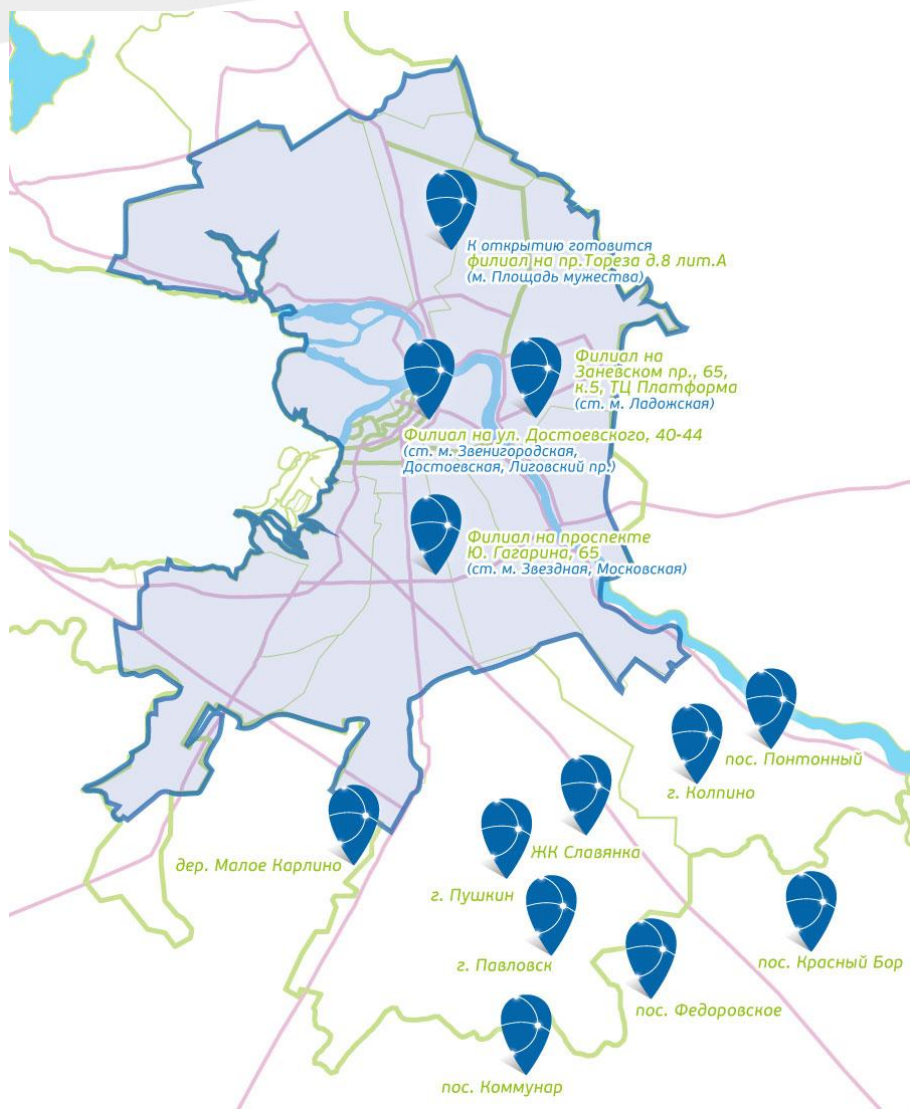 К открытию готовится
филиал на пр.Тореза д.8 лит.А
(м. Площадь мужества)
Филиал на
Заневском пр., 65,
к.5, ТЦ Платформа
(ст. м. Ладожская)
Филиал на ул. Достоевского, 40-44
(ст. м. Звенигородская,
Достоевская, Лиговский пр.)
Филиал на проспекте
Ю. Гагарина, 65
(ст. м. Звездная, Московская)
пос. Понтонный
г. Колпино
ЖК Славянка
дер. Малое Карлино
г. Пушкин
г. Павловск
пос. Красный Бор
пос. Федоровское
пос. Коммунар